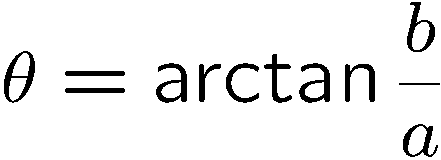 θ = arctan b/a